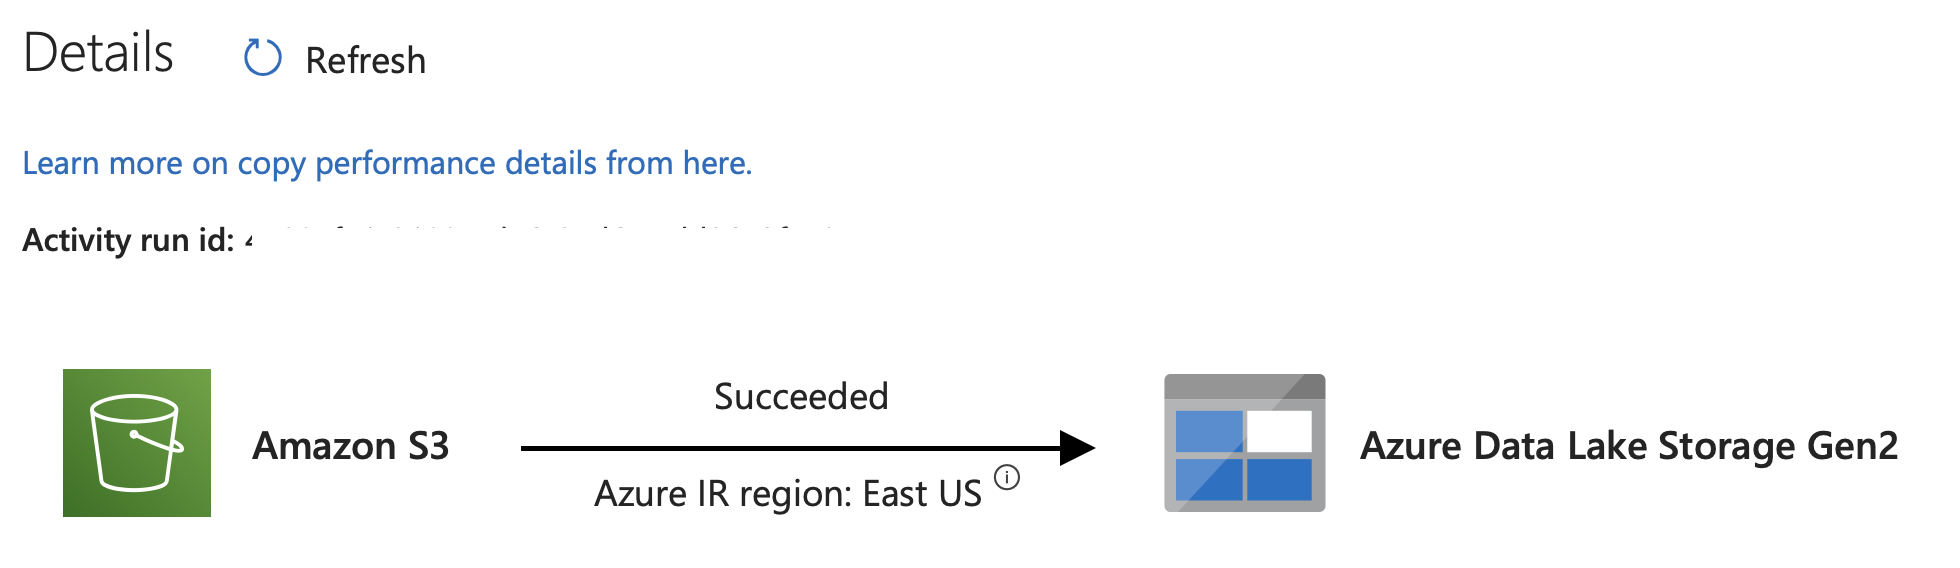 Details
Refresh
Learn more on copy performance details from here.
Activity run id:
Succeeded
Amazon S3
Azure Data Lake Storage Gen2
Azure IR region: East US